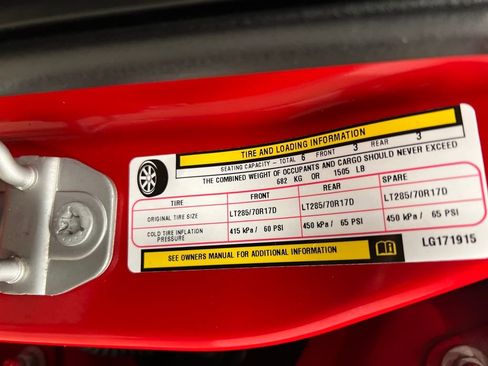 TIRE AND LOADING INFORMATION
SEATING CAPACITY - TOTAL 6 FRONT 3 REAR 3
THE COMBINED WEIGHT OF OCCUPANTS AND CARGO SHOULD NEVER EXCEED
682 KG OR 1505 LB
TIRE FRONT REAR SPARE
ORIGINAL TIRE SIZE LT285/70R17D LT285/70R17D LT285/70R17D
COLD TIRE INFLATION PRESSURE 415 kPa / 60 PSI 450 kPa / 65 PSI 450 kPa / 65 PSI
SEE OWNERS MANUAL FOR ADDITIONAL INFORMATION
LG171915